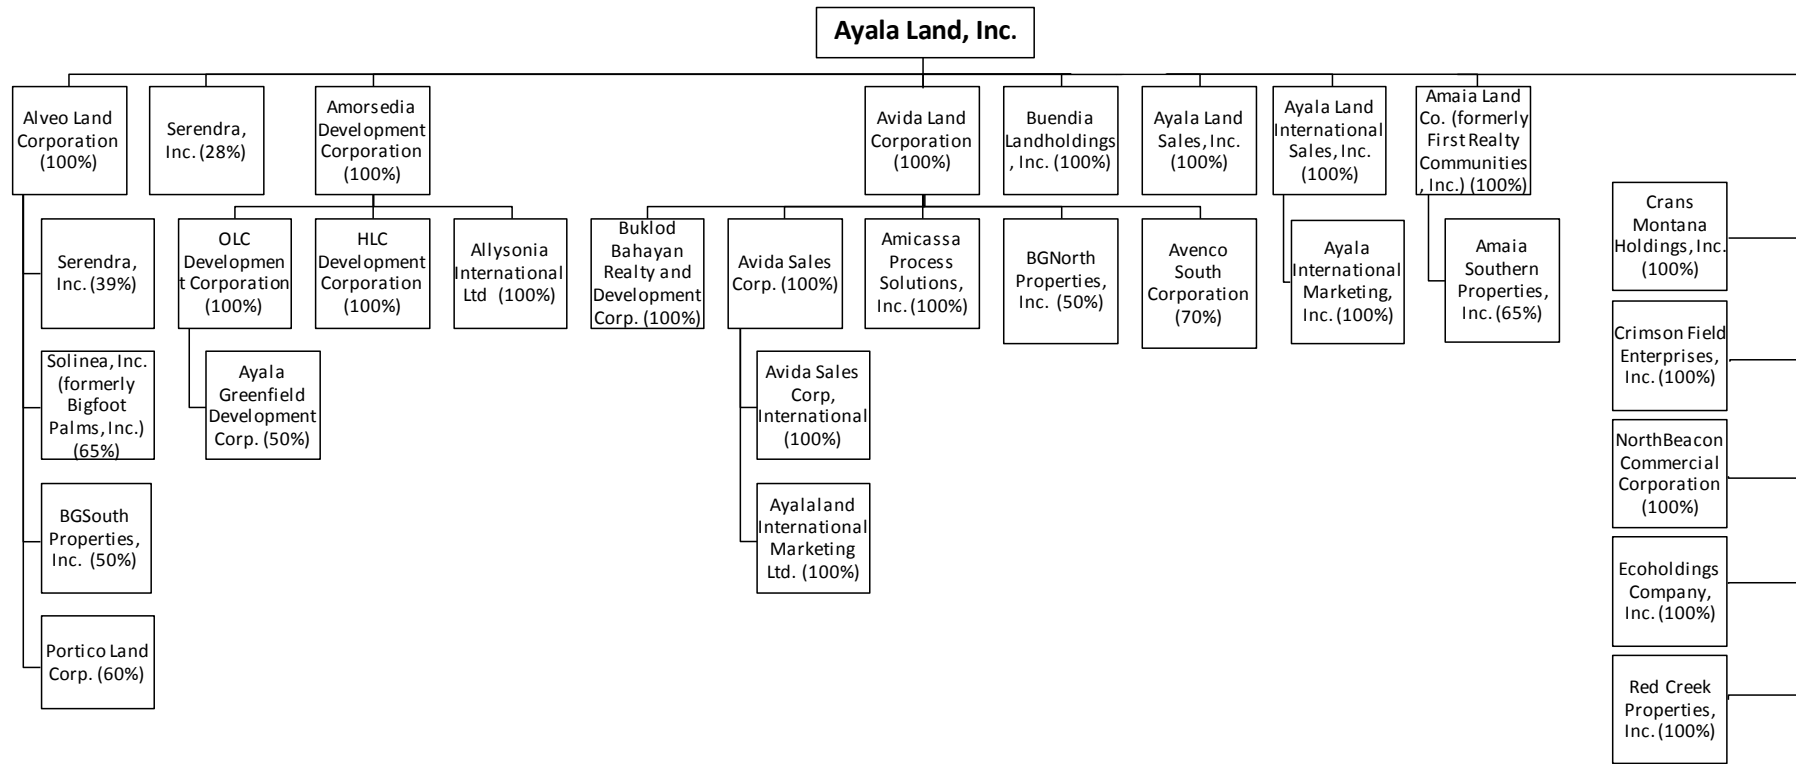 Ayala Land, Inc.
Alveo Land
Corporation
(100%)
Serendra,
Inc. (28%)
Amorsedia
Development
Corporation
(100%)
Avida Land
Corporation
(100%)
Buendia
Landholdings
, Inc. (100%)
Ayala Land
Sales, Inc.
(100%)
Ayala Land
International
Sales, Inc.
(100%)
Amaia Land
Co. (formerly
First Realty
Communities
, Inc.) (100%)
Serendra,
Inc. (39%)
OLC
Developmen
t Corporation
(100%)
HLC
Development
Corporation
(100%)
Allysonia
International
Ltd (100%)
Buklod
Bahayan
Realty and
Development
Corp. (100%)
Avida Sales
Corp. (100%)
Amicassa
Process
Solutions,
Inc. (100%)
BGNorth
Properties,
Inc. (50%)
Avenco
South
Corporation
(70%)
Ayala
International
Marketing,
Inc. (100%)
Amaia
Southern
Properties,
Inc. (65%)
Crans
Montana
Holdings, Inc.
(100%)
Solinea, Inc.
(formerly
Bigfoot
Palms, Inc.)
(65%)
Ayala
Greenfield
Development
Corp. (50%)
Avida Sales
Corp,
International
(100%)
Crimson Field
Enterprises,
Inc. (100%)
BGSouth
Properties,
Inc. (50%)
Ayalaland
International
Marketing
Ltd. (100%)
NorthBeacon
Commercial
Corporation
(100%)
Ecoholdings
Company,
Inc. (100%)
Portico Land
Corp. (60%)
Red Creek
Properties,
Inc. (100%)